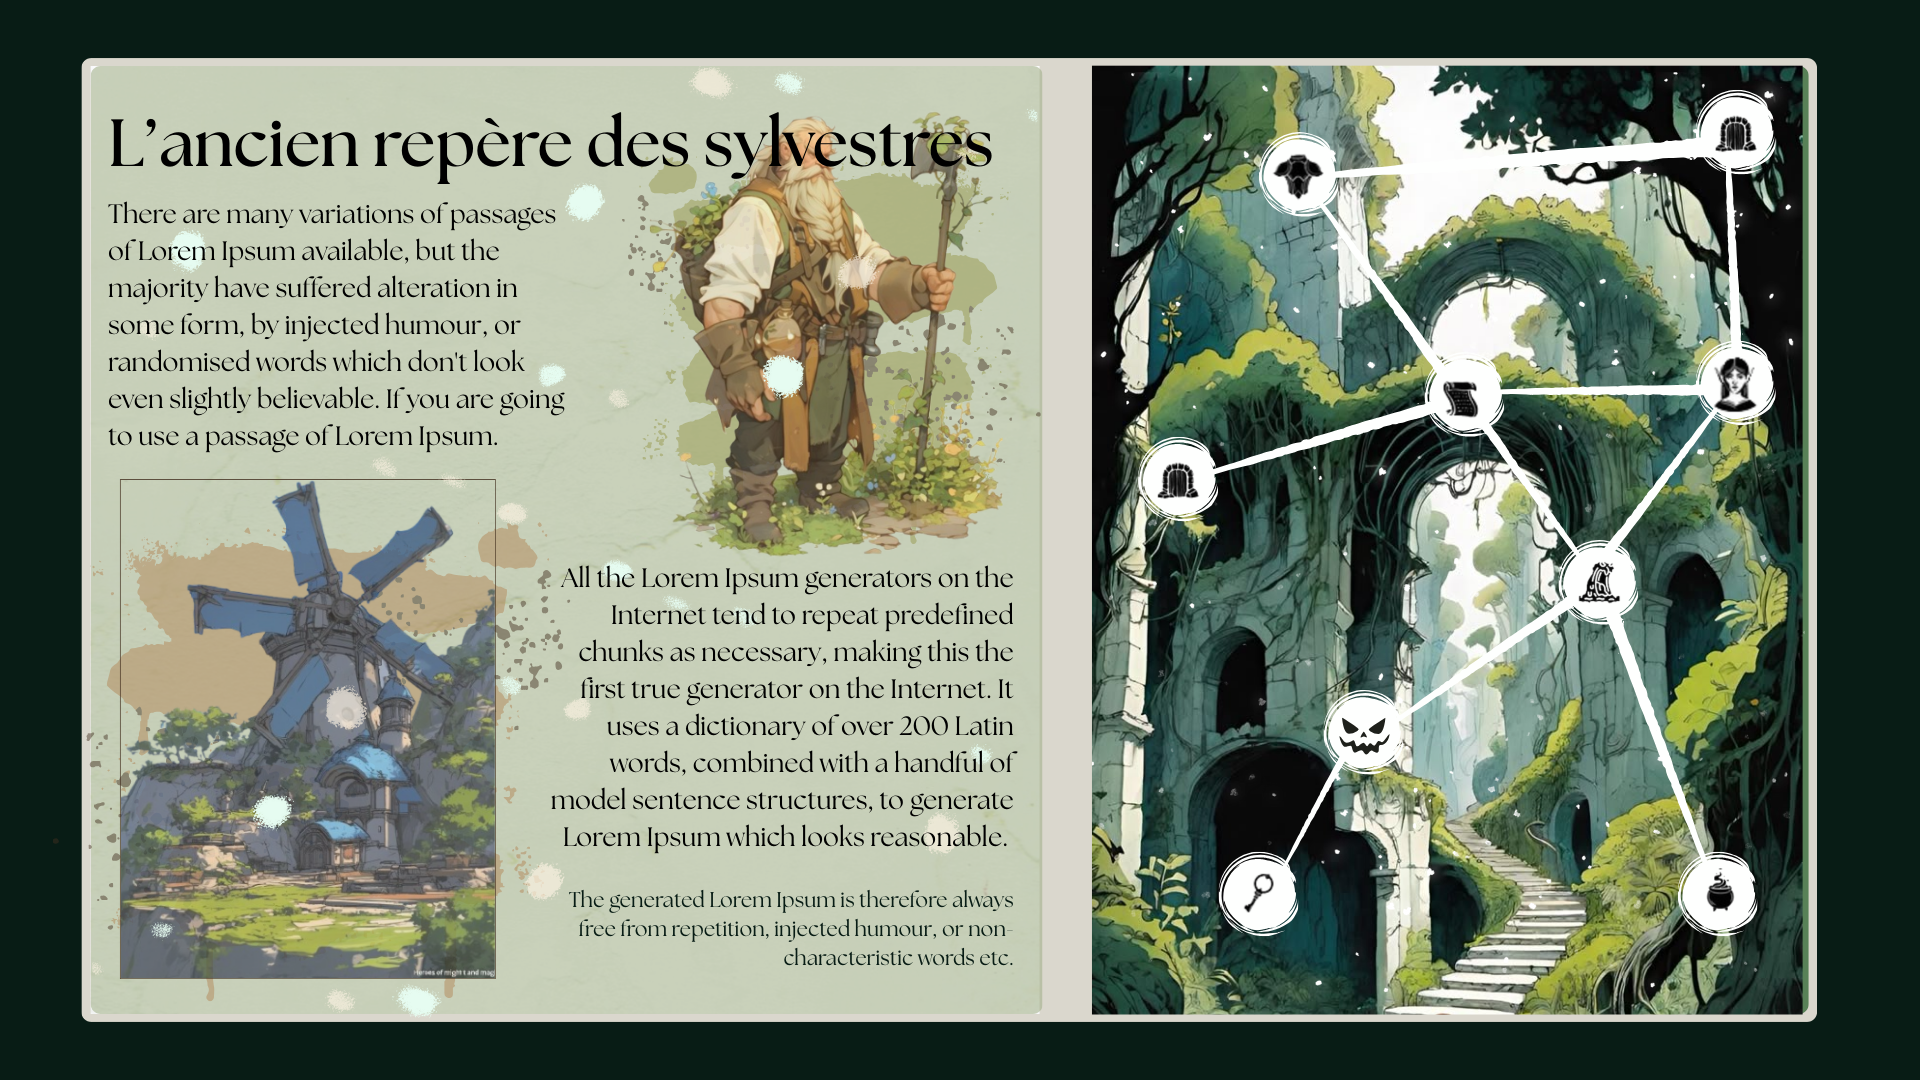 L’ancien repère des sylvestres
There are many variations of passages
of Lorem Ipsum available, but the
majority have suffered alteration in
some form, by injected humour, or
randomised words which don't look
even slightly believable. If you are going
to use a passage of Lorem Ipsum.
All the Lorem Ipsum generators on the
Internet tend to repeat predefined
chunks as necessary, making this the
first true generator on the Internet. It
uses a dictionary of over 200 Latin
words, combined with a handful of
model sentence structures, to generate
Lorem Ipsum which looks reasonable.
The generated Lorem Ipsum is therefore always
free from repetition, injected humour, or non-
characteristic words etc.
Heroes of might t and mag